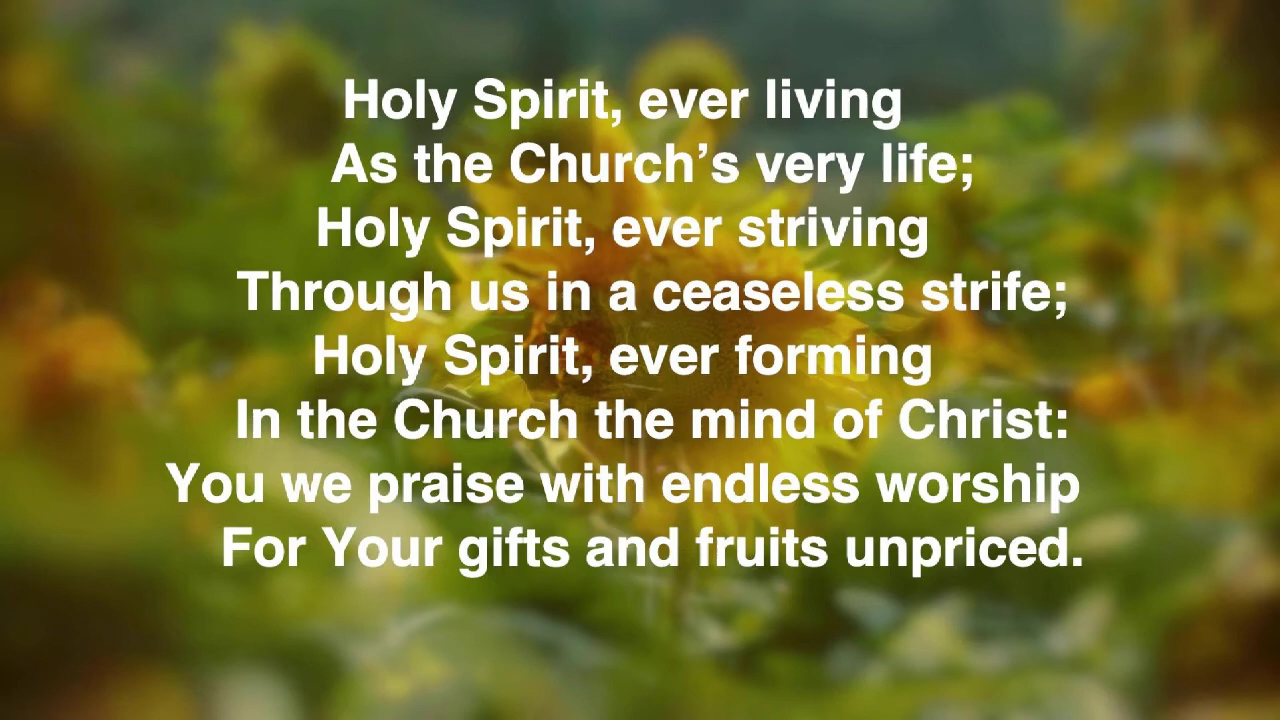 Holy Spirit, ever living
As the Church’s very life;
Holy Spirit, ever striving
Through us in a ceaseless strife;
Holy Spirit, ever forming
In the Church the mind of Christ:
You we praise with endless worship
For Your gifts and fruits unpriced.